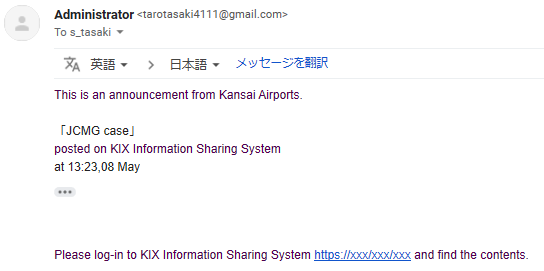 Administrator <tarotasaki4111@gmail.com>
To s_tasaki
英語 日本語 メッセージを翻訳
This is an announcement from Kansai Airports.
「JCMG case」
posted on KIX Information Sharing System
at 13:23,08 May
Please log-in to KIX Information Sharing System https://xxx/xxx/xxx and find the contents.